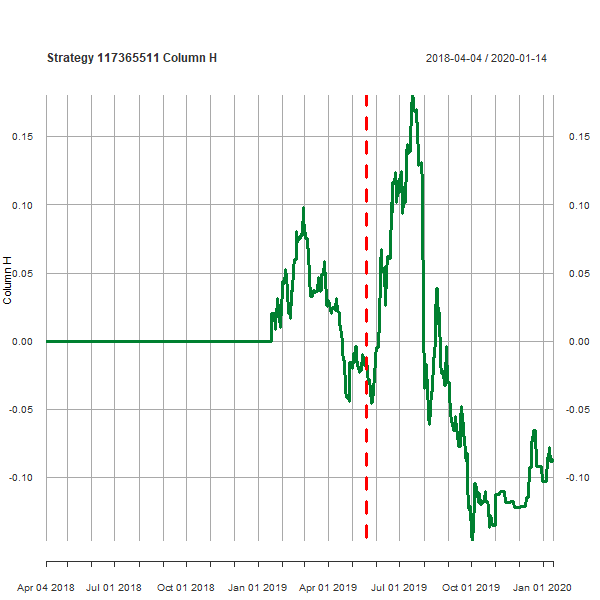 Strategy 117365511 Column H
2018-04-04 / 2020-01-14
Column H
0.15 0.15
0.10 0.10
0.05 0.05
0.00 0.00
-0.05 -0.05
-0.10 -0.10
Apr 04 2018 Jul 01 2018 Oct 01 2018 Jan 01 2019 Apr 01 2019 Jul 01 2019 Oct 01 2019 Jan 01 2020